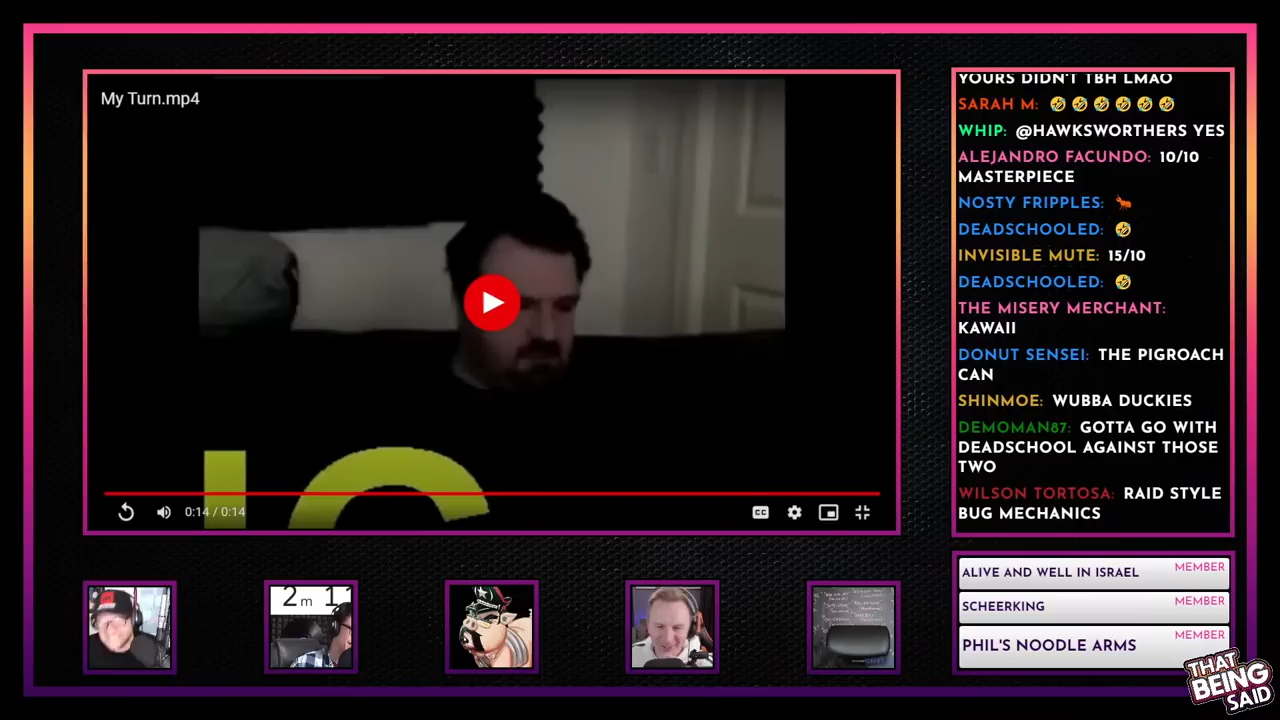 My Turn.mp4
0:14 / 0:14
CC
2m 1
YOURS DIDN'T TBH LMAO
SARAH M: 🤣🤣🤣🤣🤣🤣
WHIP: @HAWKSWORTHERS YES
ALEJANDRO FACUNDO: 10/10
MASTERPIECE
NOSTY FRIPPLES: 🐜
DEADSCHOOLED: 🤣
INVISIBLE MUTE: 15/10
DEADSCHOOLED: 🤣
THE MISERY MERCHANT:
KAWAII
DONUT SENSEI: THE PIGROACH
CAN
SHINMOE: WUBBA DUCKIES
DEMOMAN87: GOTTA GO WITH
DEADSCHOOL AGAINST THOSE
TWO
WILSON TORTOSA: RAID STYLE
BUG MECHANICS
ALIVE AND WELL IN ISRAEL MEMBER
SCHEERKING MEMBER
PHIL'S NOODLE ARMS MEMBER
THAT
BEING
SAID